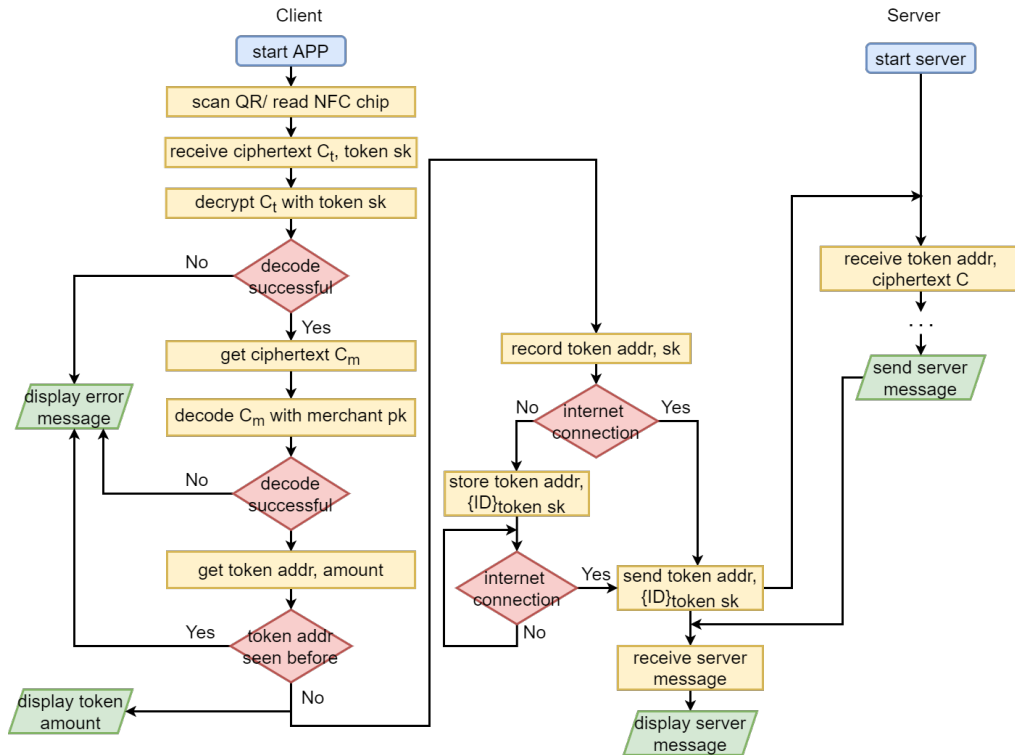 Client
Server
start APP
start server
scan QR/ read NFC chip
receive ciphertext Cₜ, token sk
decrypt Cₜ with token sk
No
decode
successful
Yes
get ciphertext Cₘ
display error
message
decode Cₘ with merchant pk
No
decode
successful
get token addr, amount
Yes
token addr
seen before
No
display token
amount
record token addr, sk
No
internet
connection
Yes
store token addr,
{ID}token sk
internet
connection
Yes
No
send token addr,
{ID}token sk
receive server
message
display server
message
receive token addr,
ciphertext C
...
send server
message